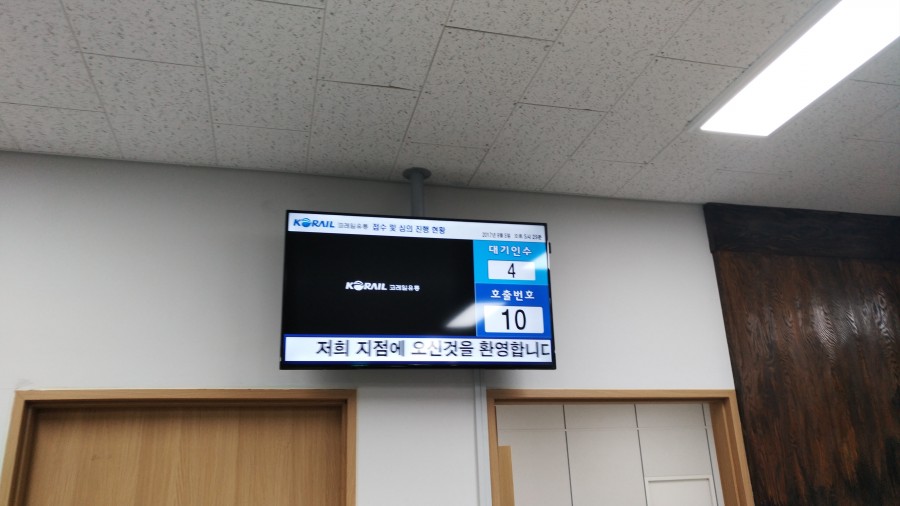 KORAIL 코레일유통 접수 및 심의 진행 현황
대기인수
4
KORAIL 코레일유통
호출번호
10
저희 지점에 오신것을 환영합니다